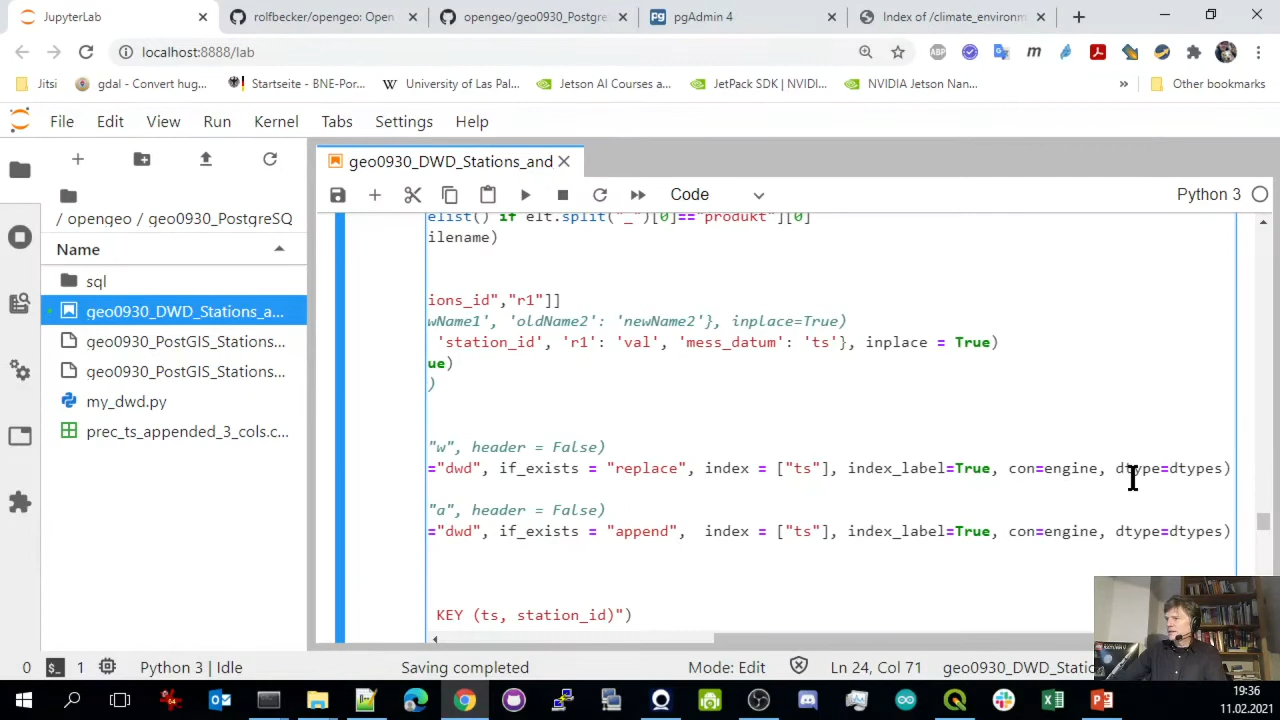 JupyterLab
rolfbecker/opengeo: Open
opengeo/geo0930_Postgre
pgAdmin 4
Index of /climate_environm
localhost:8888/lab
ABP
m
Jitsi
gdal - Convert hug...
Startseite - BNE-Por...
University of Las Pal...
Jetson AI Courses a...
JetPack SDK | NVIDI...
NVIDIA Jetson Nan...
»
Other bookmarks
File
Edit
View
Run
Kernel
Tabs
Settings
Help
geo0930_DWD_Stations_and
Code
Python 3
/ opengeo / geo0930_PostgreSQ
Name
sql
geo0930_DWD_Stations_a...
geo0930_PostGIS_Stations...
geo0930_PostGIS_Stations...
my_dwd.py
prec_ts_appended_3_cols.c...
elist() if elt.split("_")[0]=="produkt"][0]
ilename)
ions_id","r1"]]
wName1', 'oldName2': 'newName2'}, inplace=True)
'station_id', 'r1': 'val', 'mess_datum': 'ts'}, inplace = True)
ue)
)
"w", header = False)
="dwd", if_exists = "replace", index = ["ts"], index_label=True, con=engine, dtype=dtypes)
"a", header = False)
="dwd", if_exists = "append",  index = ["ts"], index_label=True, con=engine, dtype=dtypes)
KEY (ts, station_id)")
0
1
Python 3 | Idle
Saving completed
Mode: Edit
Ln 24, Col 71
geo0930_DWD_Static
19:36
11.02.2021